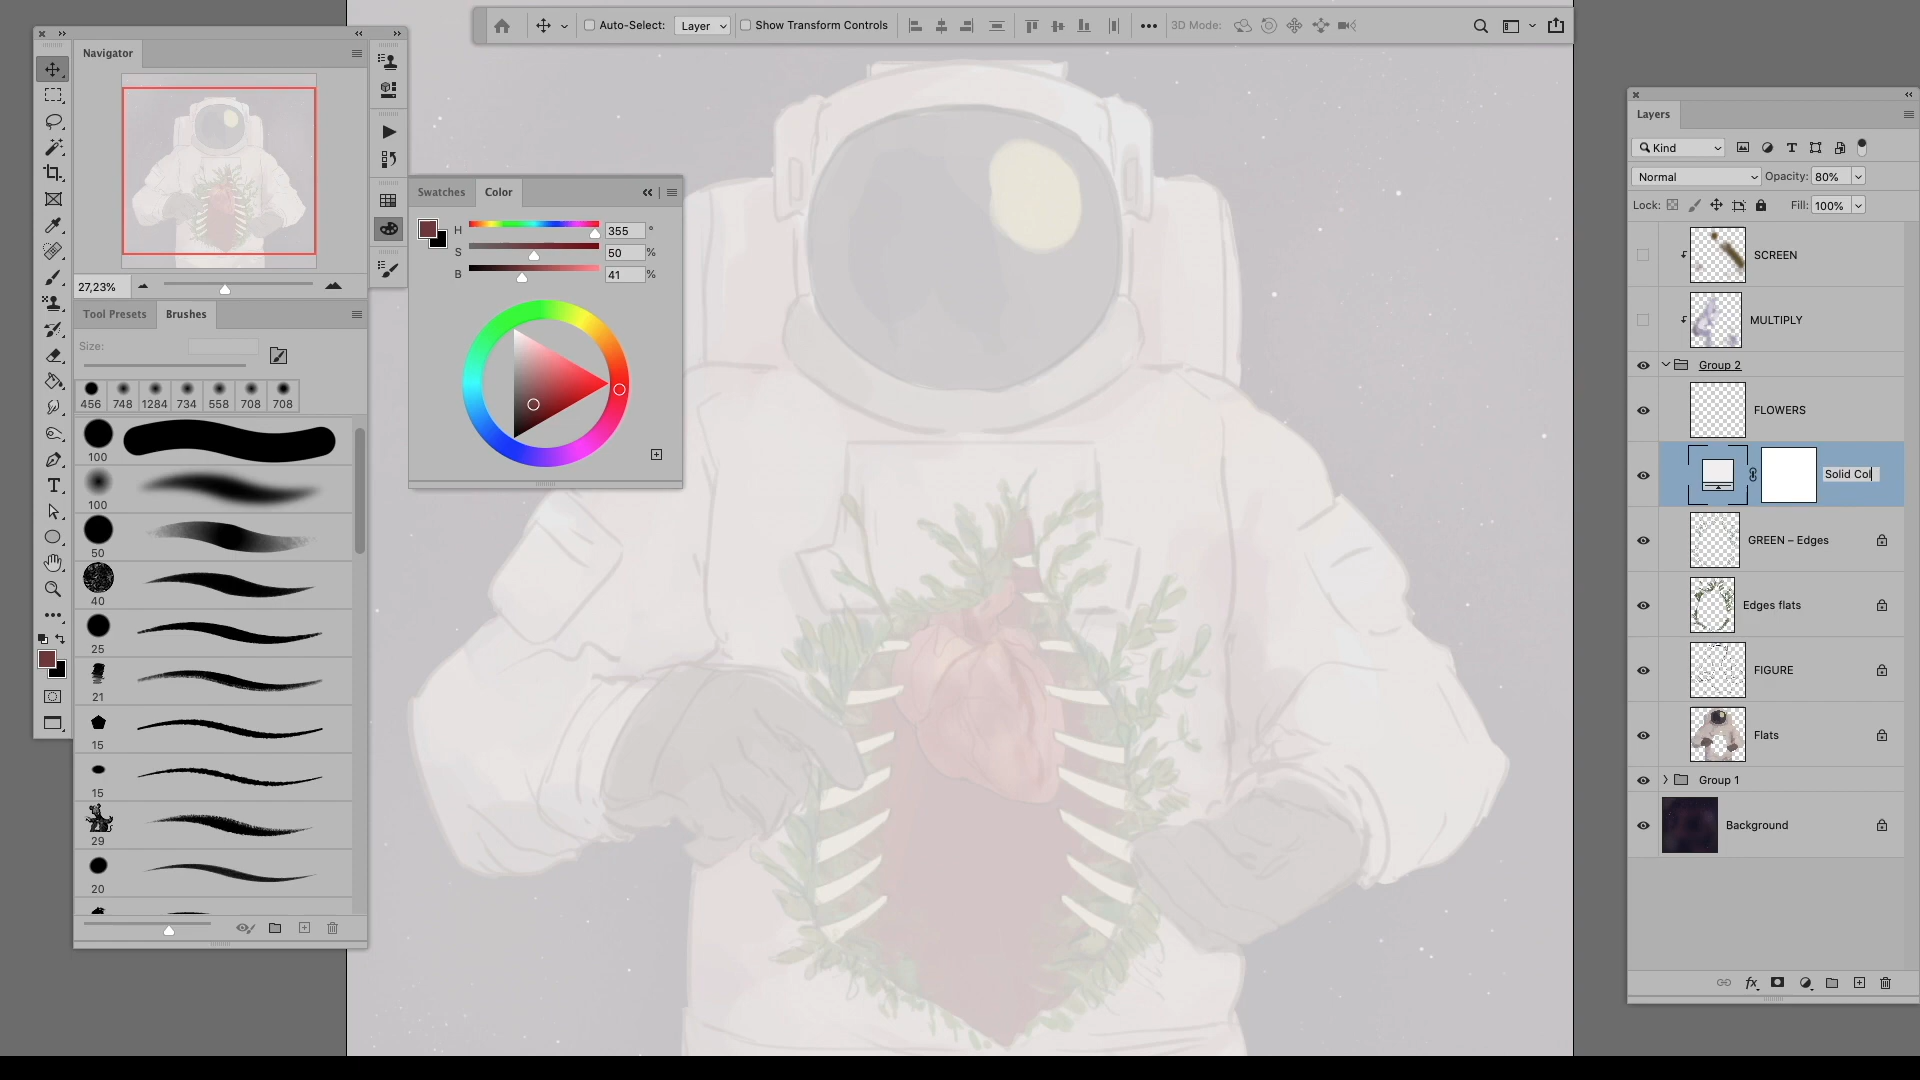 Auto-Select:
Layer
Show Transform Controls
3D Mode:
Navigator
27,23%
Tool Presets
Brushes
Size:
456
748
1284
734
558
708
708
100
100
50
40
25
21
15
15
29
20
Swatches
Color
H
355
°
S
50
%
B
41
%
Layers
Kind
Normal
Opacity:
80%
Lock:
Fill:
100%
SCREEN
MULTIPLY
Group 2
FLOWERS
Solid Col
GREEN – Edges
Edges flats
FIGURE
Flats
Group 1
Background